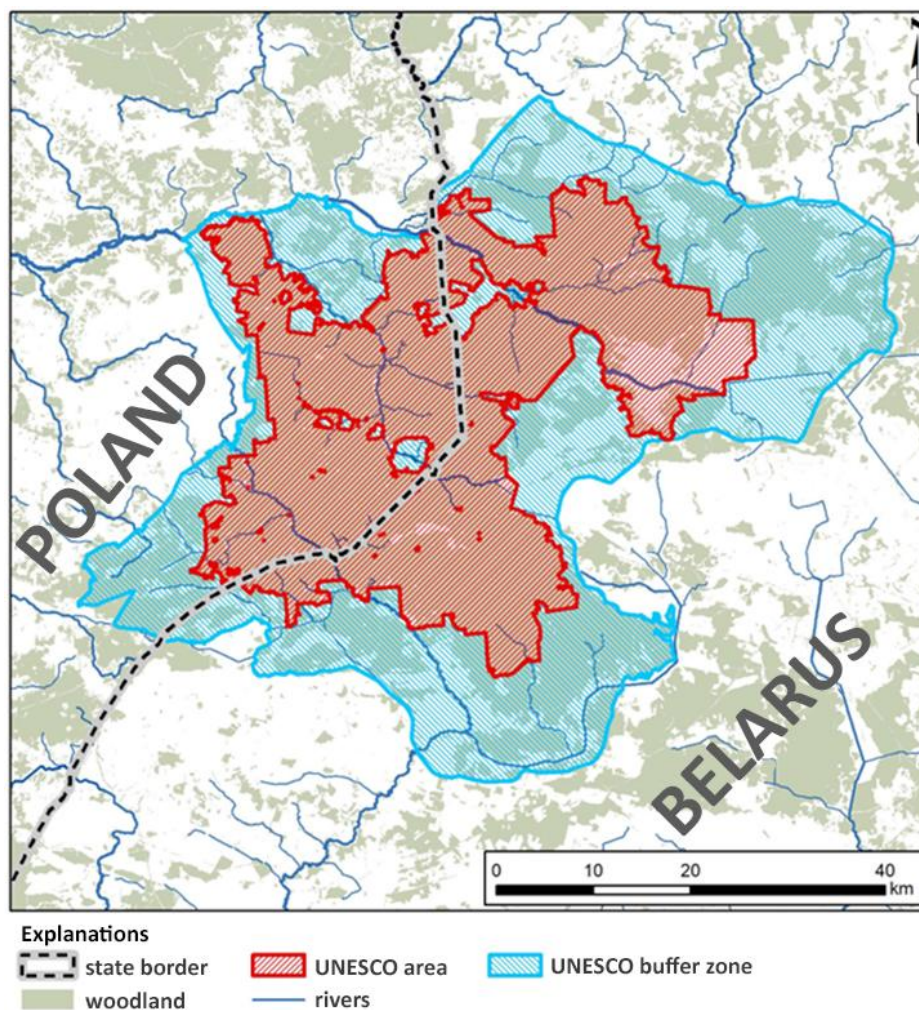 POLAND
BELARUS
0 10 20 40
km
Explanations
state border UNESCO area UNESCO buffer zone
woodland rivers